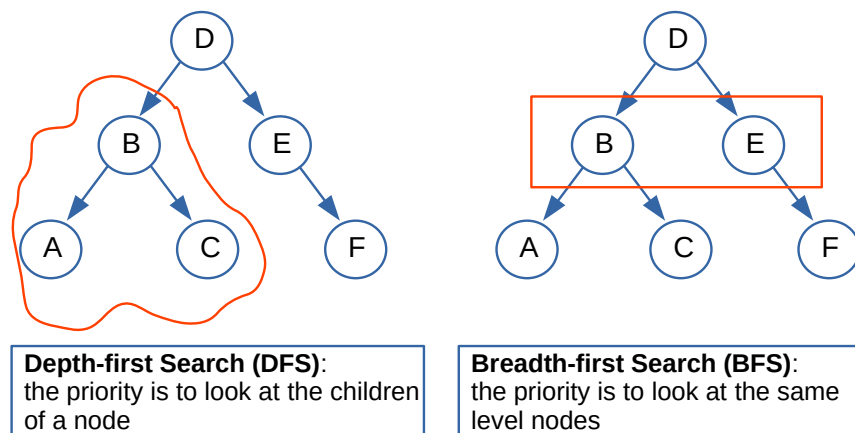 D
B
E
A
C
F
Depth-first Search (DFS):
the priority is to look at the children
of a node
D
B
E
A
C
F
Breadth-first Search (BFS):
the priority is to look at the same
level nodes